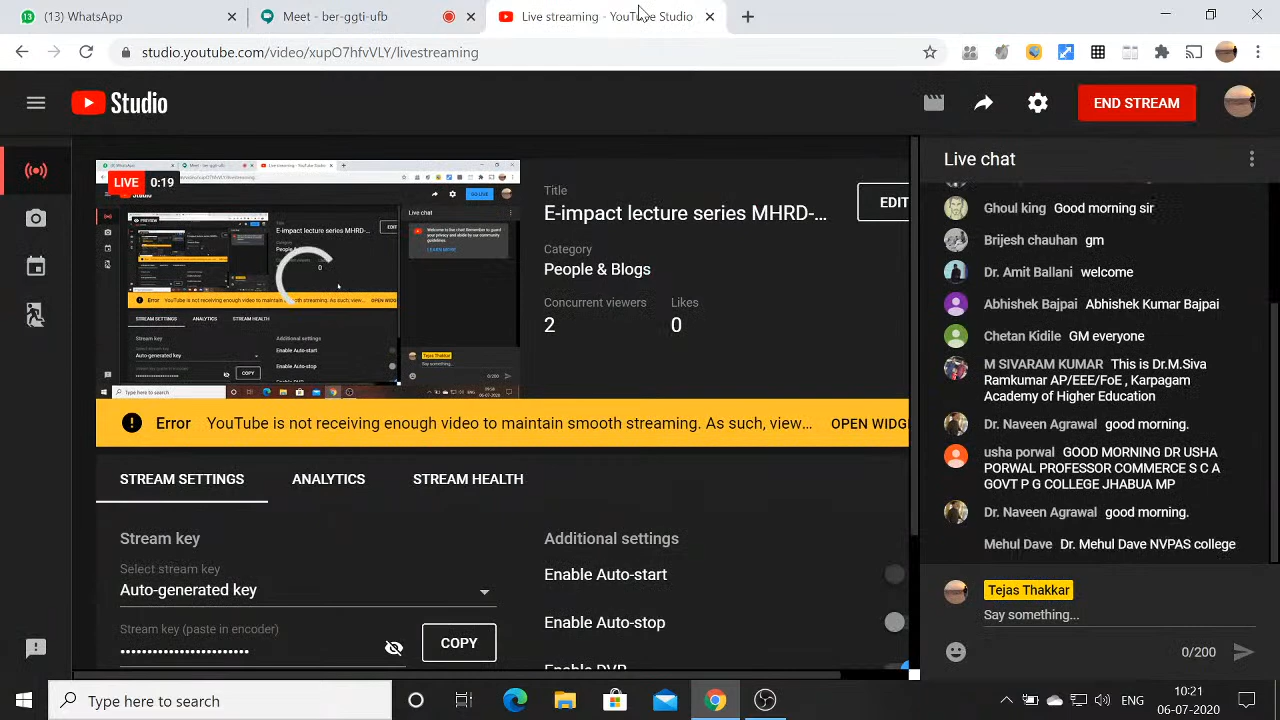 (13) WhatsApp
Meet - ber-ggti-ufb
Live streaming - YouTube Studio
studio.youtube.com/video/xupO7hfvVLY/livestreaming
Studio
END STREAM
LIVE 0:19
Title
E-impact lecture series MHRD-...
EDIT
Category
People & Blogs
Concurrent viewers
Likes
2
0
Error YouTube is not receiving enough video to maintain smooth streaming. As such, view...
OPEN WIDG
STREAM SETTINGS
ANALYTICS
STREAM HEALTH
Stream key
Select stream key
Auto-generated key
Stream key (paste in encoder)
COPY
Additional settings
Enable Auto-start
Enable Auto-stop
Enable DVR
Live chat
Ghoul king Good morning sir
Brijesh chauhan gm
Dr. Amit Ballani welcome
Abhishek Bajpai Abhishek Kumar Bajpai
Chetan Kidile GM everyone
M SIVARAM KUMAR This is Dr.M.Siva
Ramkumar AP/EEE/FoE , Karpagam
Academy of Higher Education
Dr. Naveen Agrawal good morning.
usha porwal GOOD MORNING DR USHA
PORWAL PROFESSOR COMMERCE S C A
GOVT P G COLLEGE JHABUA MP
Dr. Naveen Agrawal good morning.
Mehul Dave Dr. Mehul Dave NVPAS college
Tejas Thakkar
Say something...
0/200
Type here to search
ENG
10:21
06-07-2020